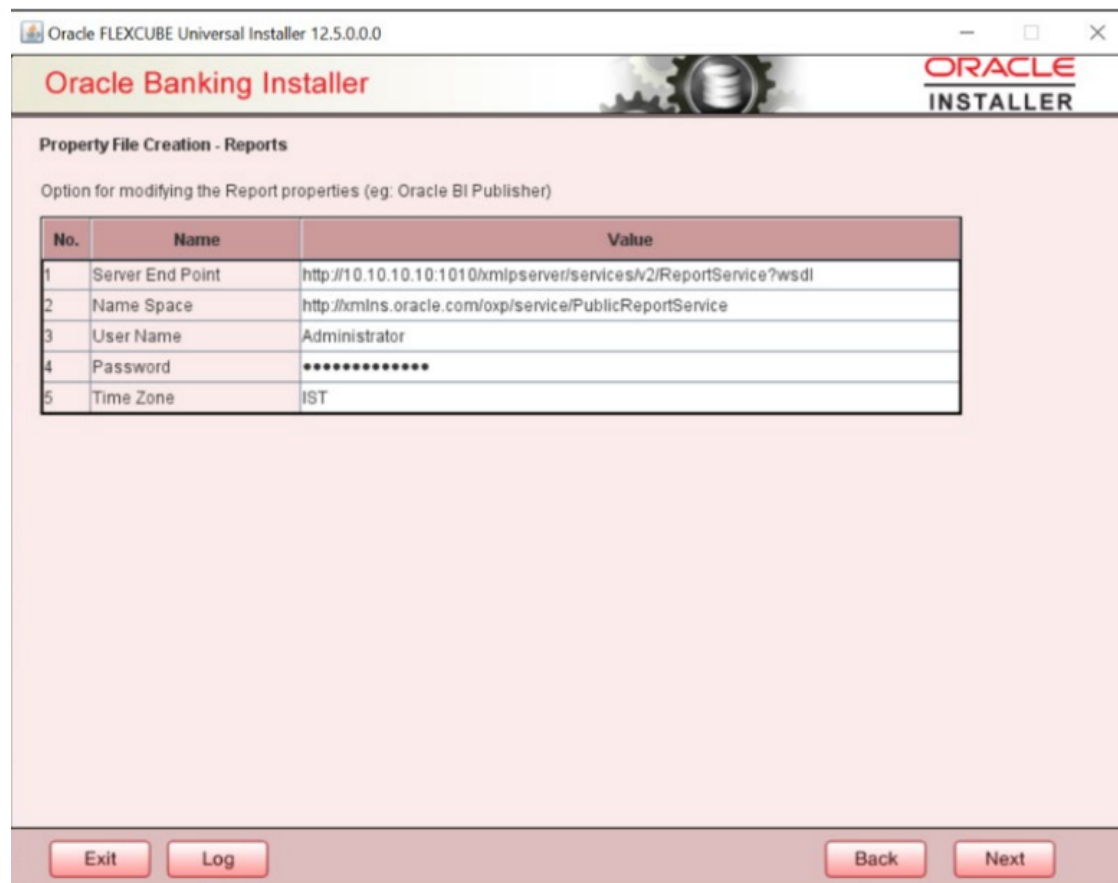 Oracle FLEXCUBE Universal Installer 12.5.0.0.0
Oracle Banking Installer
ORACLE
INSTALLER
Property File Creation - Reports
Option for modifying the Report properties (eg: Oracle BI Publisher)
No. Name Value
1 Server End Point http://10.10.10.10:1010/xmlpserver/services/v2/ReportService?wsdl
2 Name Space http://xmlns.oracle.com/oxp/service/PublicReportService
3 User Name Administrator
4 Password •••••••••••••
5 Time Zone IST
Exit Log Back Next